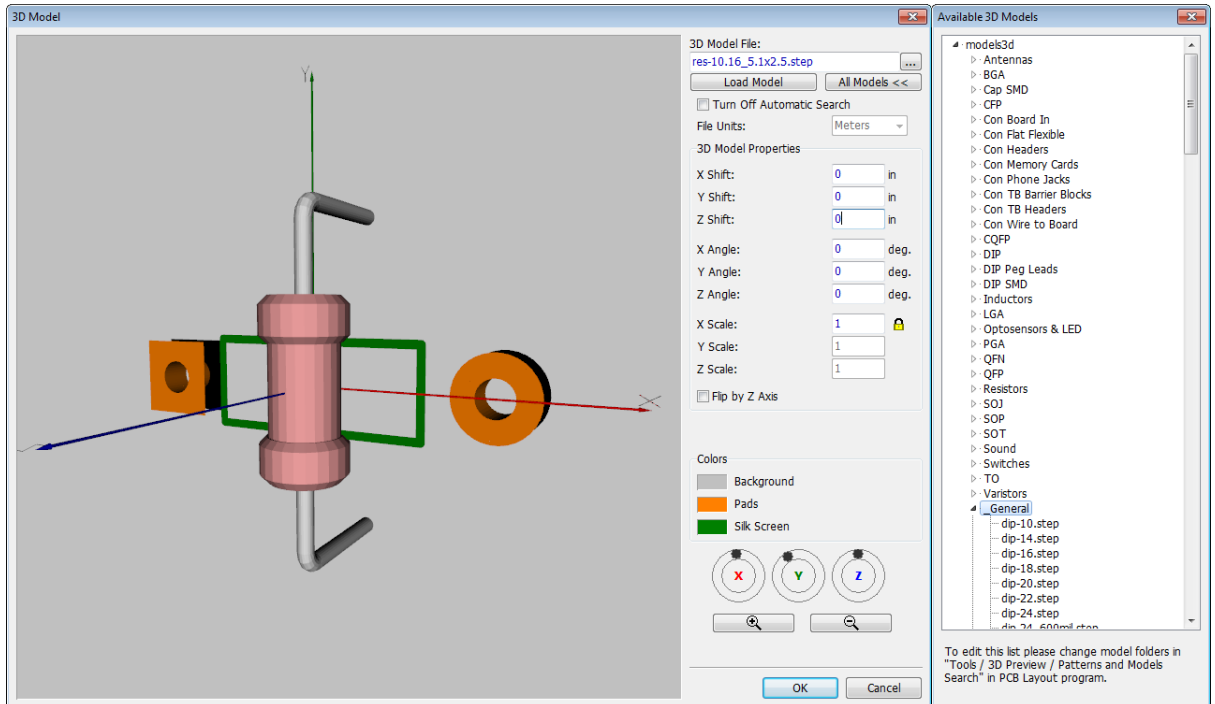 3D Model
Y
X
3D Model File:
res-10.16_5.1x2.5.step
...
Load Model
All Models <<
Turn Off Automatic Search
File Units:
Meters
3D Model Properties
X Shift:
0
in
Y Shift:
0
in
Z Shift:
0
in
X Angle:
0
deg.
Y Angle:
0
deg.
Z Angle:
0
deg.
X Scale:
1
Y Scale:
1
Z Scale:
1
Flip by Z Axis
Colors
Background
Pads
Silk Screen
X
Y
Z
OK
Cancel
Available 3D Models
models3d
Antennas
BGA
Cap SMD
CFP
Con Board In
Con Flat Flexible
Con Headers
Con Memory Cards
Con Phone Jacks
Con TB Barrier Blocks
Con TB Headers
Con Wire to Board
CQFP
DIP
DIP Peg Leads
DIP SMD
Inductors
LGA
Optosensors & LED
PGA
QFN
QFP
Resistors
SOJ
SOP
SOT
Sound
Switches
TO
Varistors
_General
dip-10.step
dip-14.step
dip-16.step
dip-18.step
dip-20.step
dip-22.step
dip-24.step
dip-24_600mil.step
To edit this list please change model folders in
"Tools / 3D Preview / Patterns and Models
Search" in PCB Layout program.